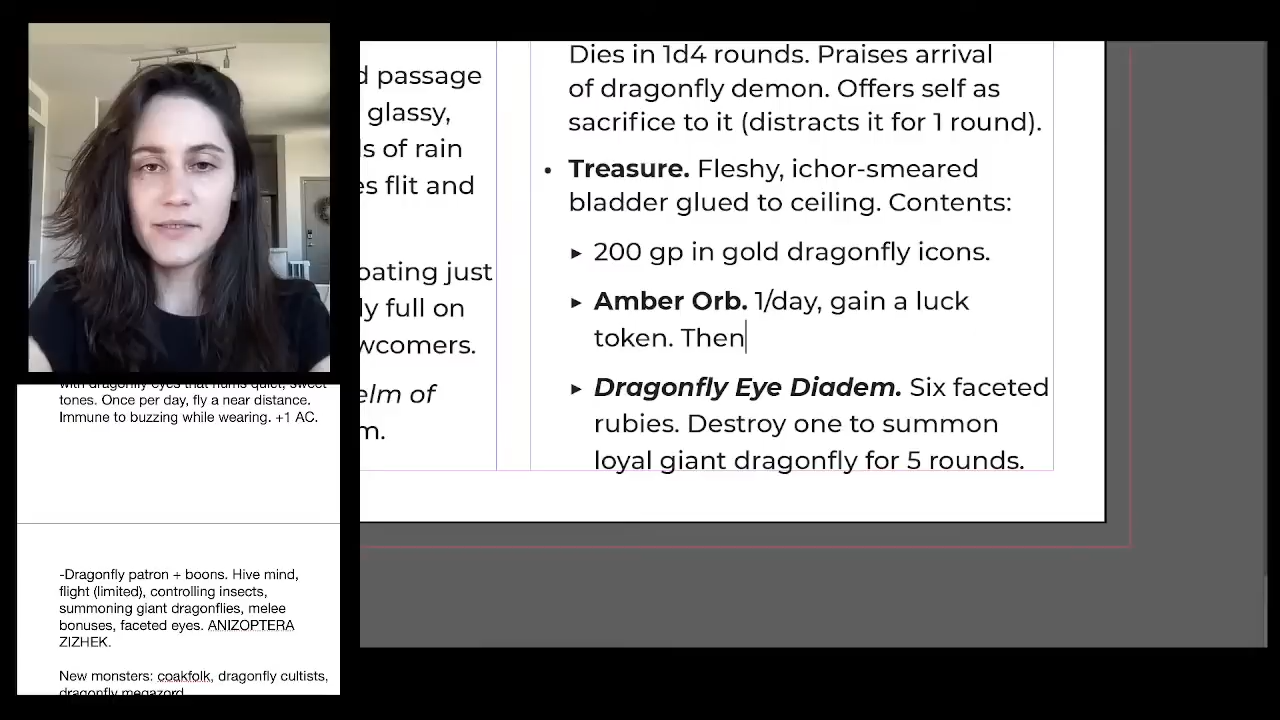 d passage
glassy,
ls of rain
es flit and
oating just
ly full on
wcomers.
elm of
m.
Dies in 1d4 rounds. Praises arrival
of dragonfly demon. Offers self as
sacrifice to it (distracts it for 1 round).
• Treasure. Fleshy, ichor-smeared
bladder glued to ceiling. Contents:
▸ 200 gp in gold dragonfly icons.
▸ Amber Orb. 1/day, gain a luck
token. Then
▸ Dragonfly Eye Diadem. Six faceted
rubies. Destroy one to summon
loyal giant dragonfly for 5 rounds.
with dragonfly eyes that hums quiet, sweet
tones. Once per day, fly a near distance.
Immune to buzzing while wearing. +1 AC.
-Dragonfly patron + boons. Hive mind,
flight (limited), controlling insects,
summoning giant dragonflies, melee
bonuses, faceted eyes. ANIZOPTERA
ZIZHEK.
New monsters: coakfolk, dragonfly cultists,
dragonfly megazord